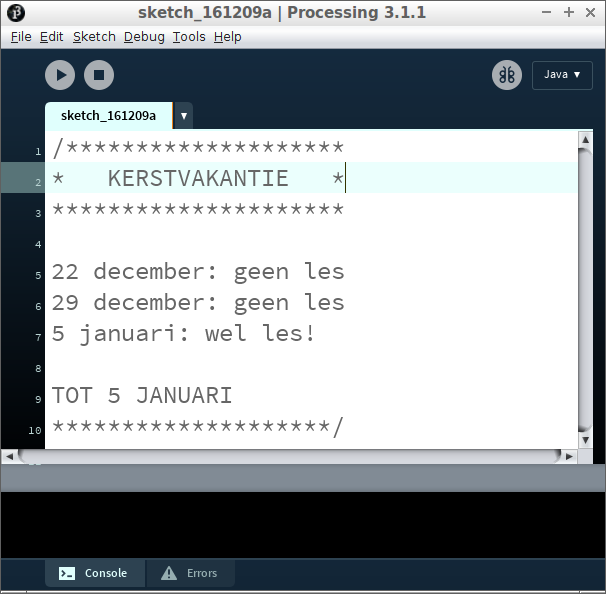 sketch_161209a | Processing 3.1.1
File Edit Sketch Debug Tools Help
Java ▾
sketch_161209a ▾
1 /********************
2 *   KERSTVAKANTIE   *
3 *********************
4
5 22 december: geen les
6 29 december: geen les
7 5 januari: wel les!
8
9 TOT 5 JANUARI
10 ********************/
Console Errors